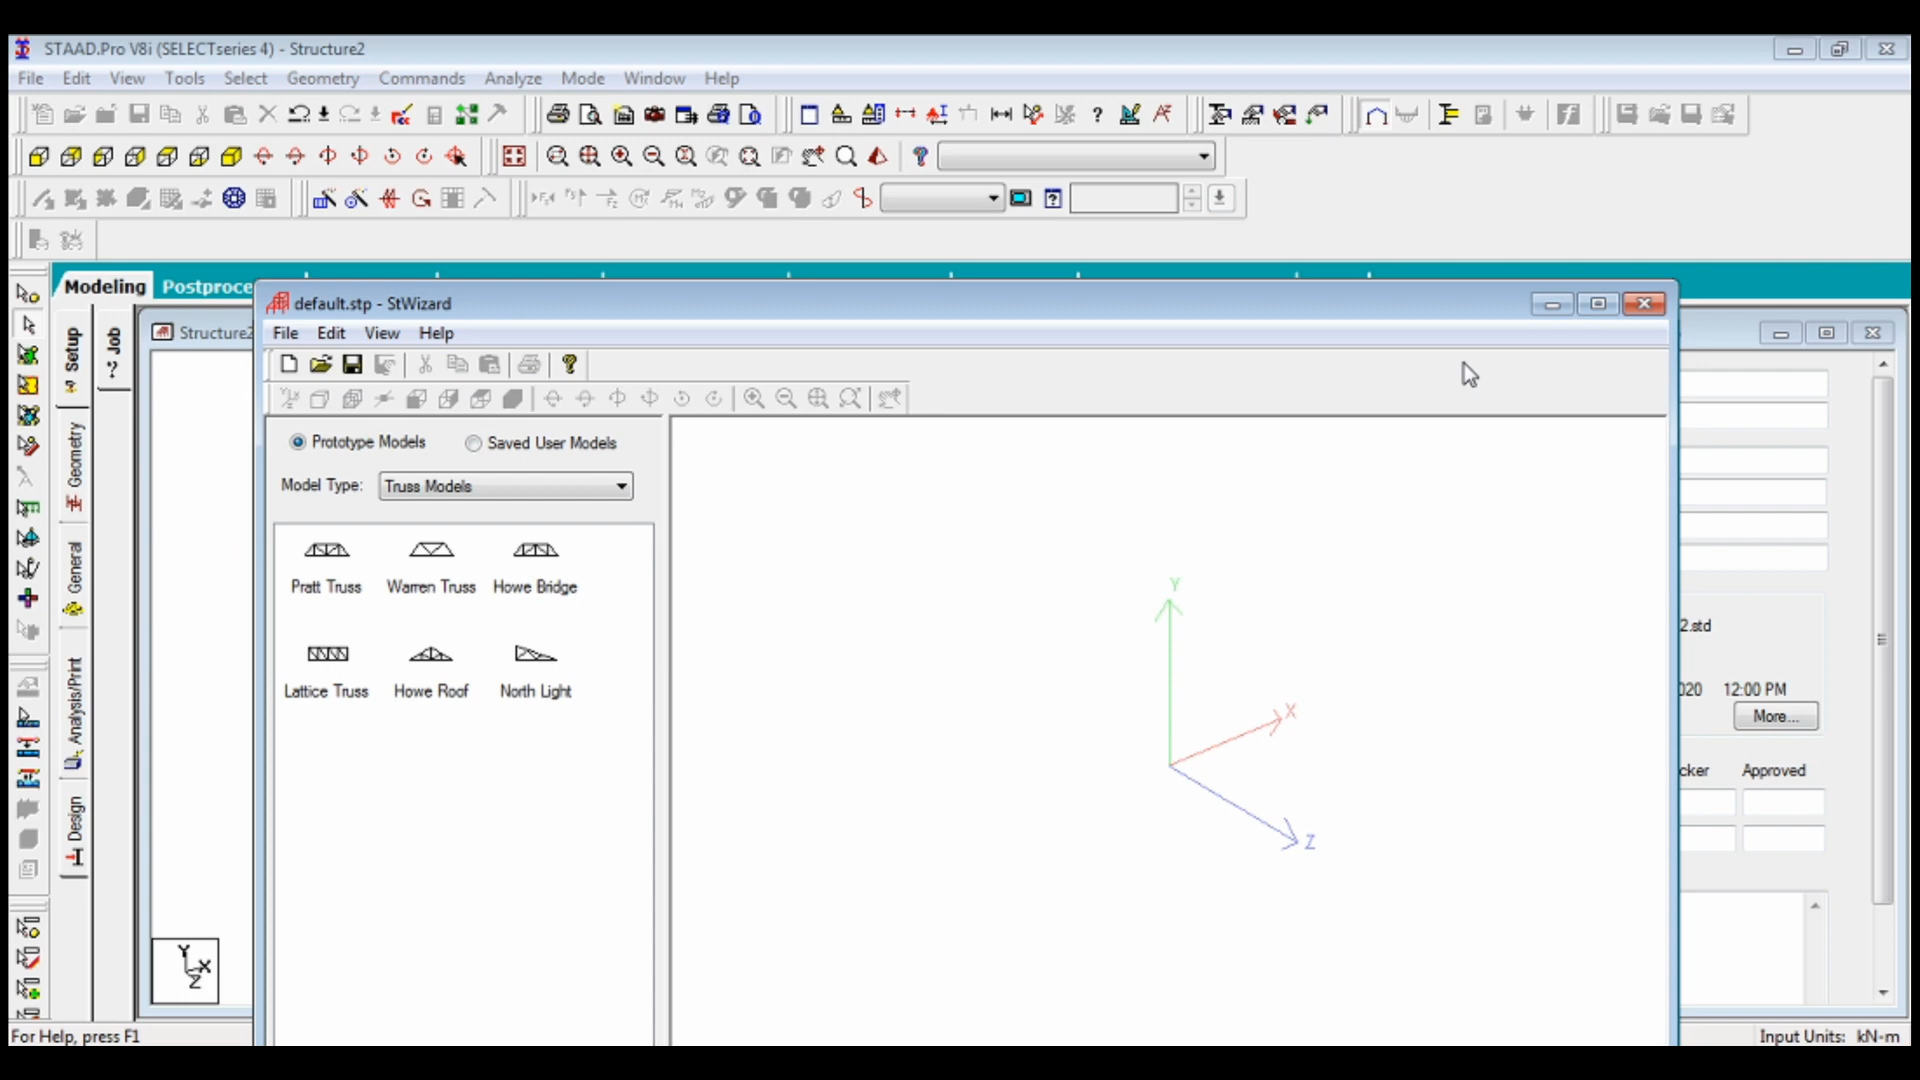 STAAD.Pro V8i (SELECTseries 4) - Structure2
File Edit View Tools Select Geometry Commands Analyze Mode Window Help
Modeling Postproce
default.stp - StWizard
File Edit View Help
Structure2
Setup
Job
Geometry
General
Analysis/Print
Design
Prototype Models Saved User Models
Model Type: Truss Models
Pratt Truss Warren Truss Howe Bridge
Lattice Truss Howe Roof North Light
Y
X
Z
2.std
020 12:00 PM
More...
cker Approved
Y
X
Z
For Help, press F1 Input Units: kN-m